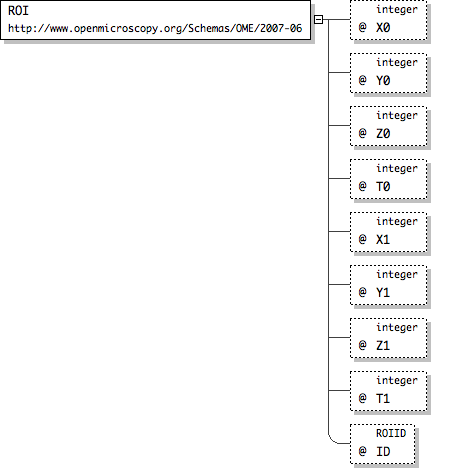 ROI
http://www.openmicroscopy.org/Schemas/OME/2007-06
integer
@ X0
integer
@ Y0
integer
@ Z0
integer
@ T0
integer
@ X1
integer
@ Y1
integer
@ Z1
integer
@ T1
ROIID
@ ID